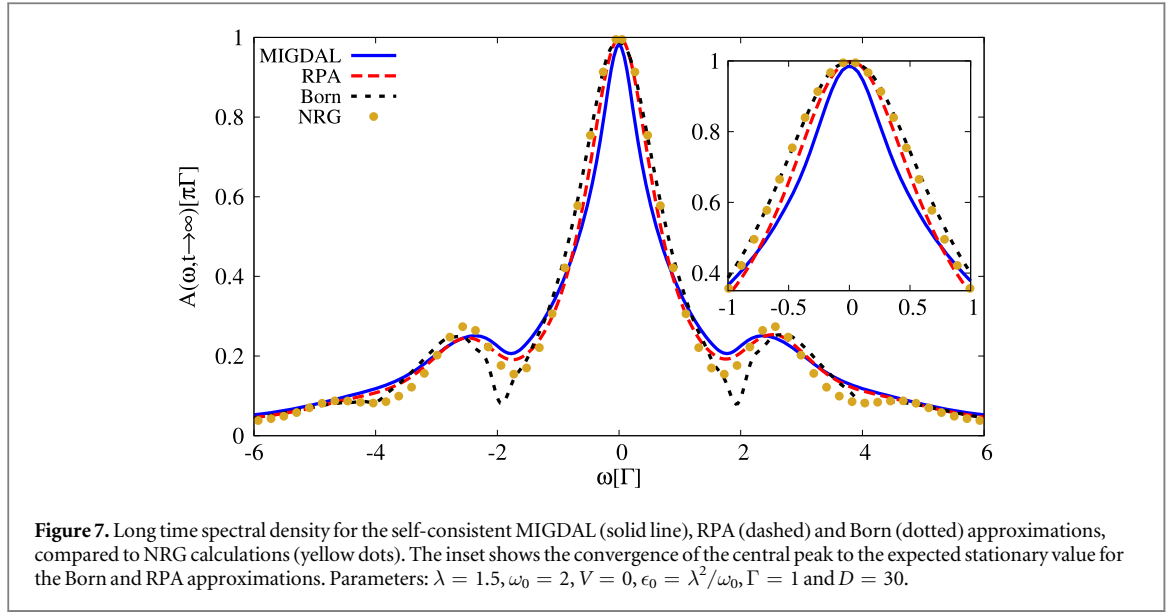 MIGDAL
RPA
Born
NRG
A(ω,t→∞)[πΓ]
1
0.8
0.6
0.4
0.2
0
-6
-4
-2
0
2
4
6
ω[Γ]
1
0.8
0.6
0.4
-1
-0.5
0
0.5
1
Figure 7. Long time spectral density for the self-consistent MIGDAL (solid line), RPA (dashed) and Born (dotted) approximations,
compared to NRG calculations (yellow dots). The inset shows the convergence of the central peak to the expected stationary value for
the Born and RPA approximations. Parameters: λ = 1.5, ω₀ = 2, V = 0, ϵ₀ = λ²/ω₀, Γ = 1 and D = 30.